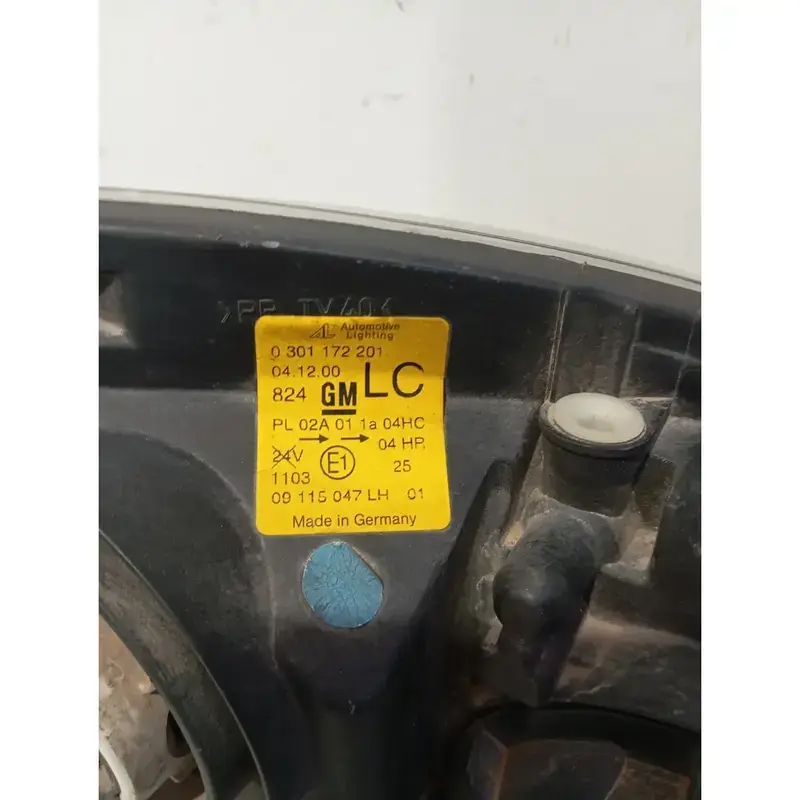 >PP TV40<
AL Automotive
Lighting
0 301 172 201
04.12.00
824 GM LC
PL 02A 01 1a 04HC
→ → 04 HR
24V E1 25
1103
09 115 047 LH 01
Made in Germany